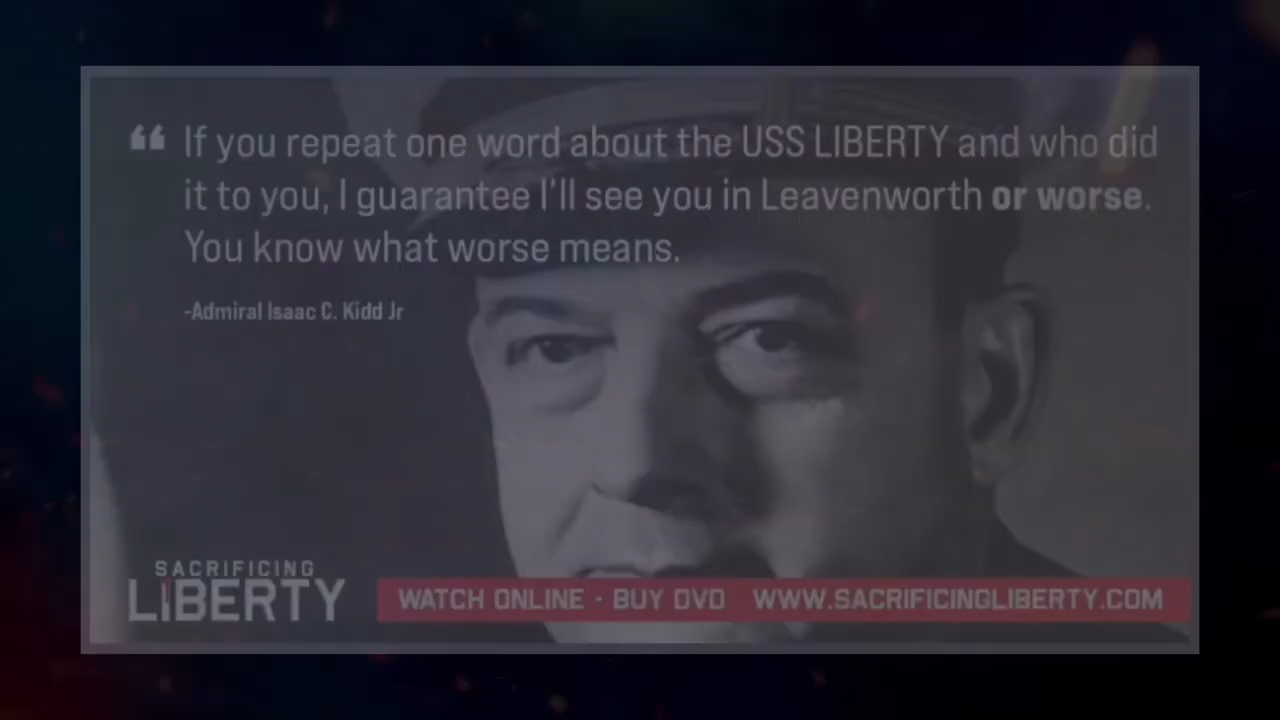 “ If you repeat one word about the USS LIBERTY and who did
it to you, I guarantee I'll see you in Leavenworth or worse.
You know what worse means.
-Admiral Isaac C. Kidd Jr
SACRIFICING
LIBERTY
WATCH ONLINE - BUY DVD WWW.SACRIFICINGLIBERTY.COM